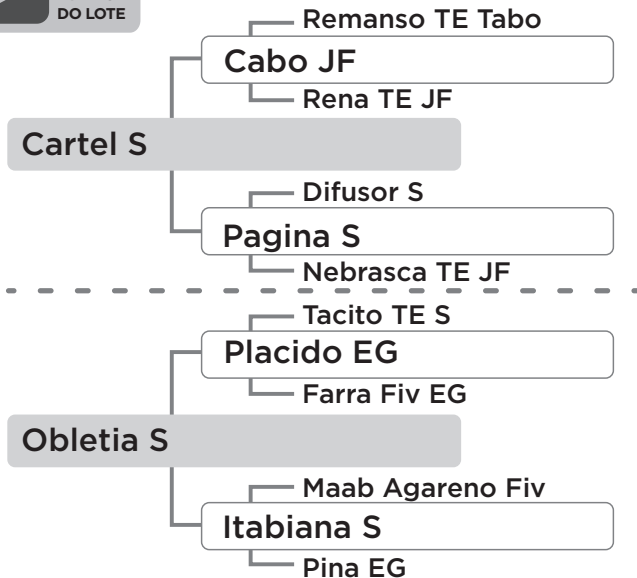 DO LOTE
Remanso TE Tabo
Cabo JF
Rena TE JF
Cartel S
Difusor S
Pagina S
Nebrasca TE JF
Tacito TE S
Placido EG
Farra Fiv EG
Obletia S
Maab Agareno Fiv
Itabiana S
Pina EG